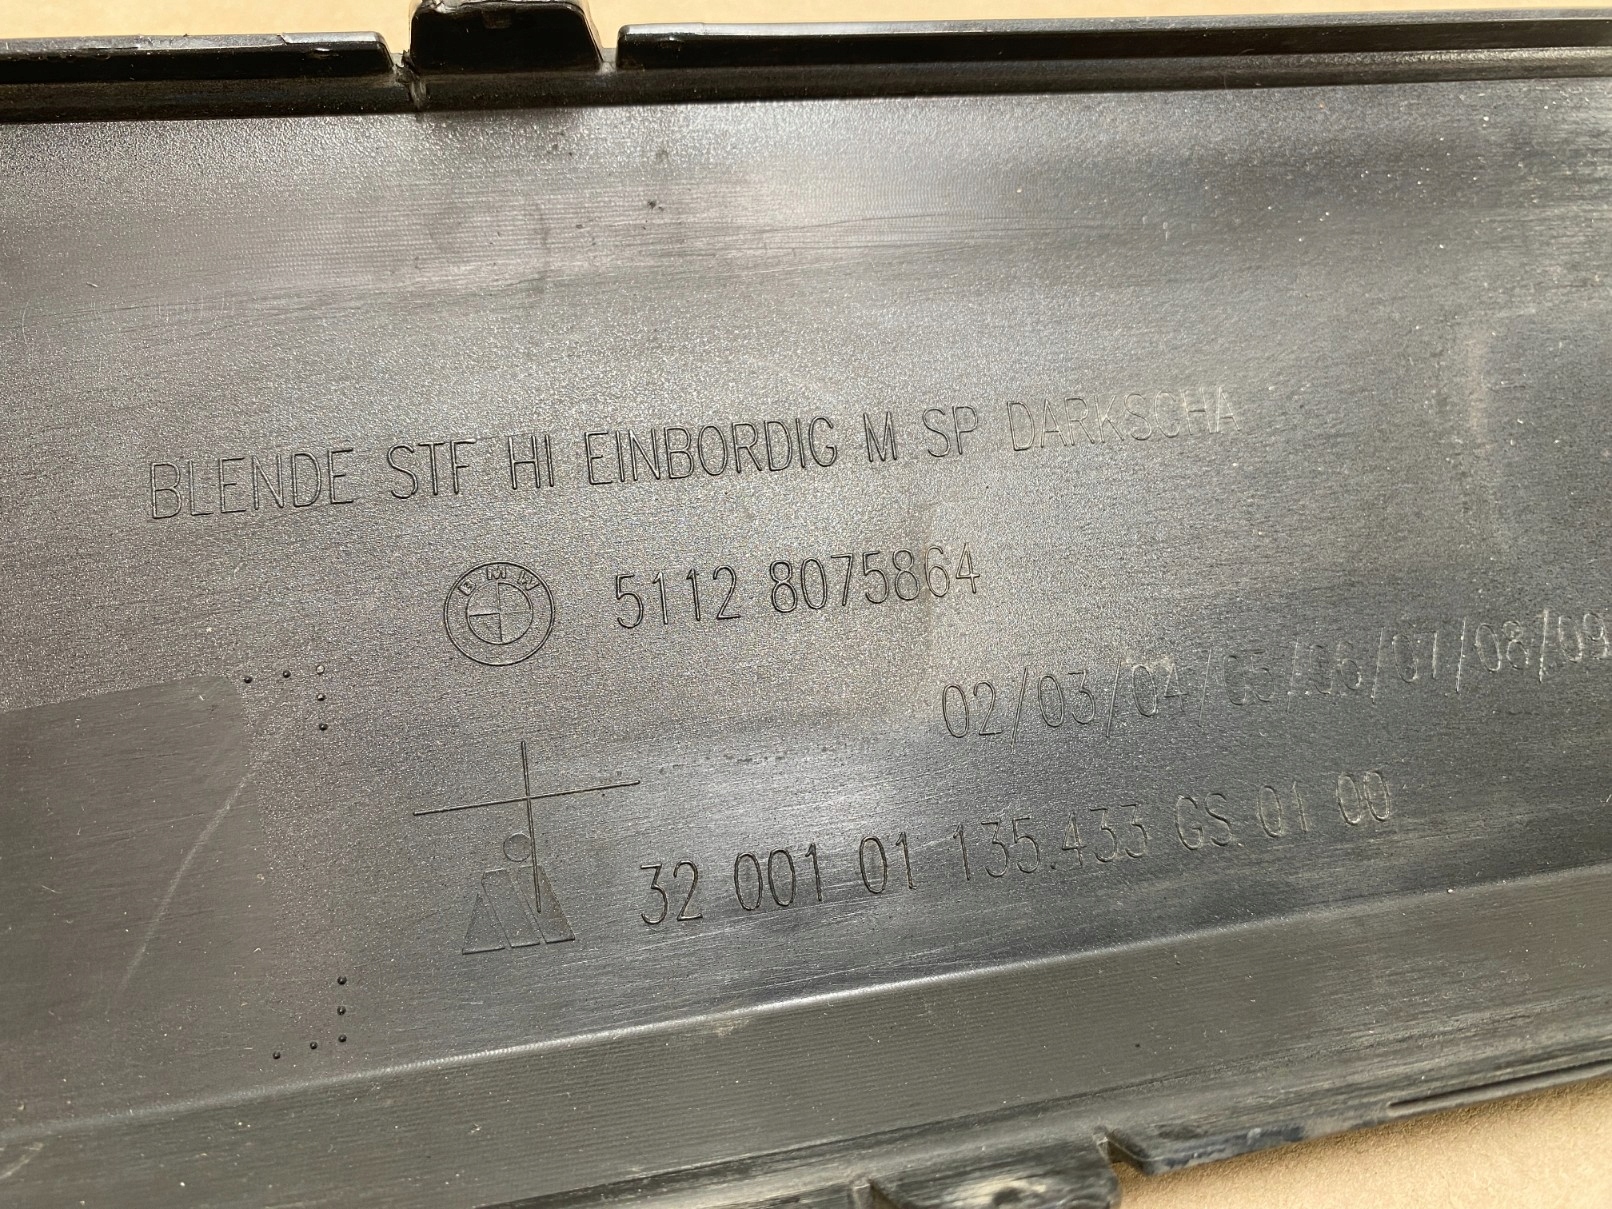 BLENDE STF HI EINBORDIG M SP DARKSCHA
BMW 5112 8075864
02/03/04/05/06/07/08/09
32 001 01 135.433 GS 01 00